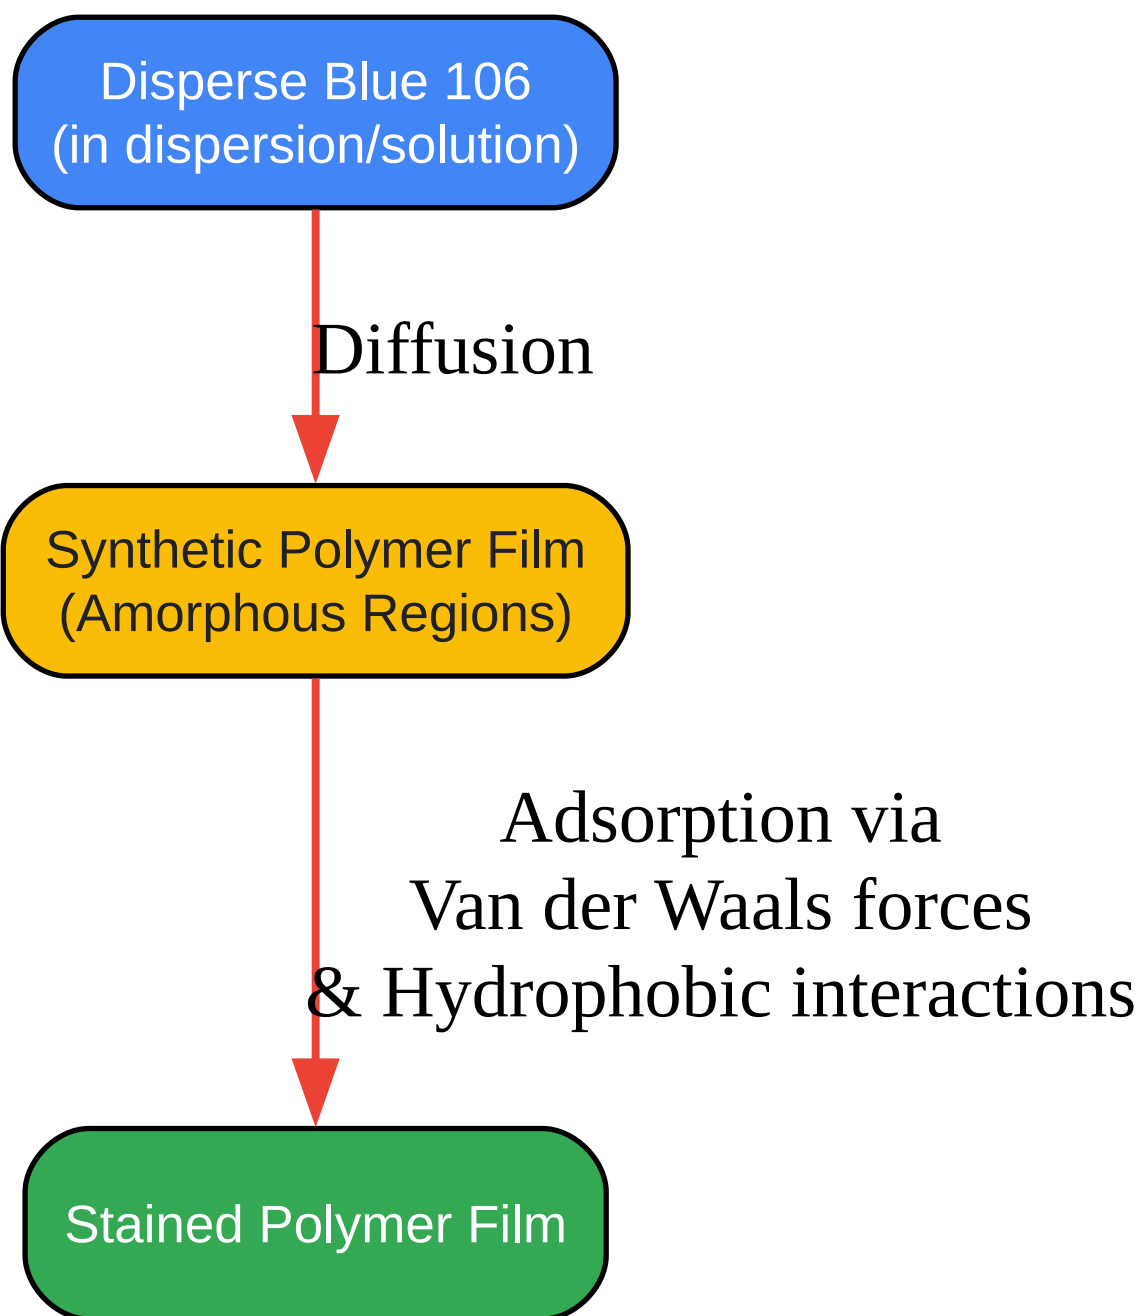 Disperse Blue 106
(in dispersion/solution)
Diffusion
Synthetic Polymer Film
(Amorphous Regions)
Adsorption via
Van der Waals forces
& Hydrophobic interactions
Stained Polymer Film